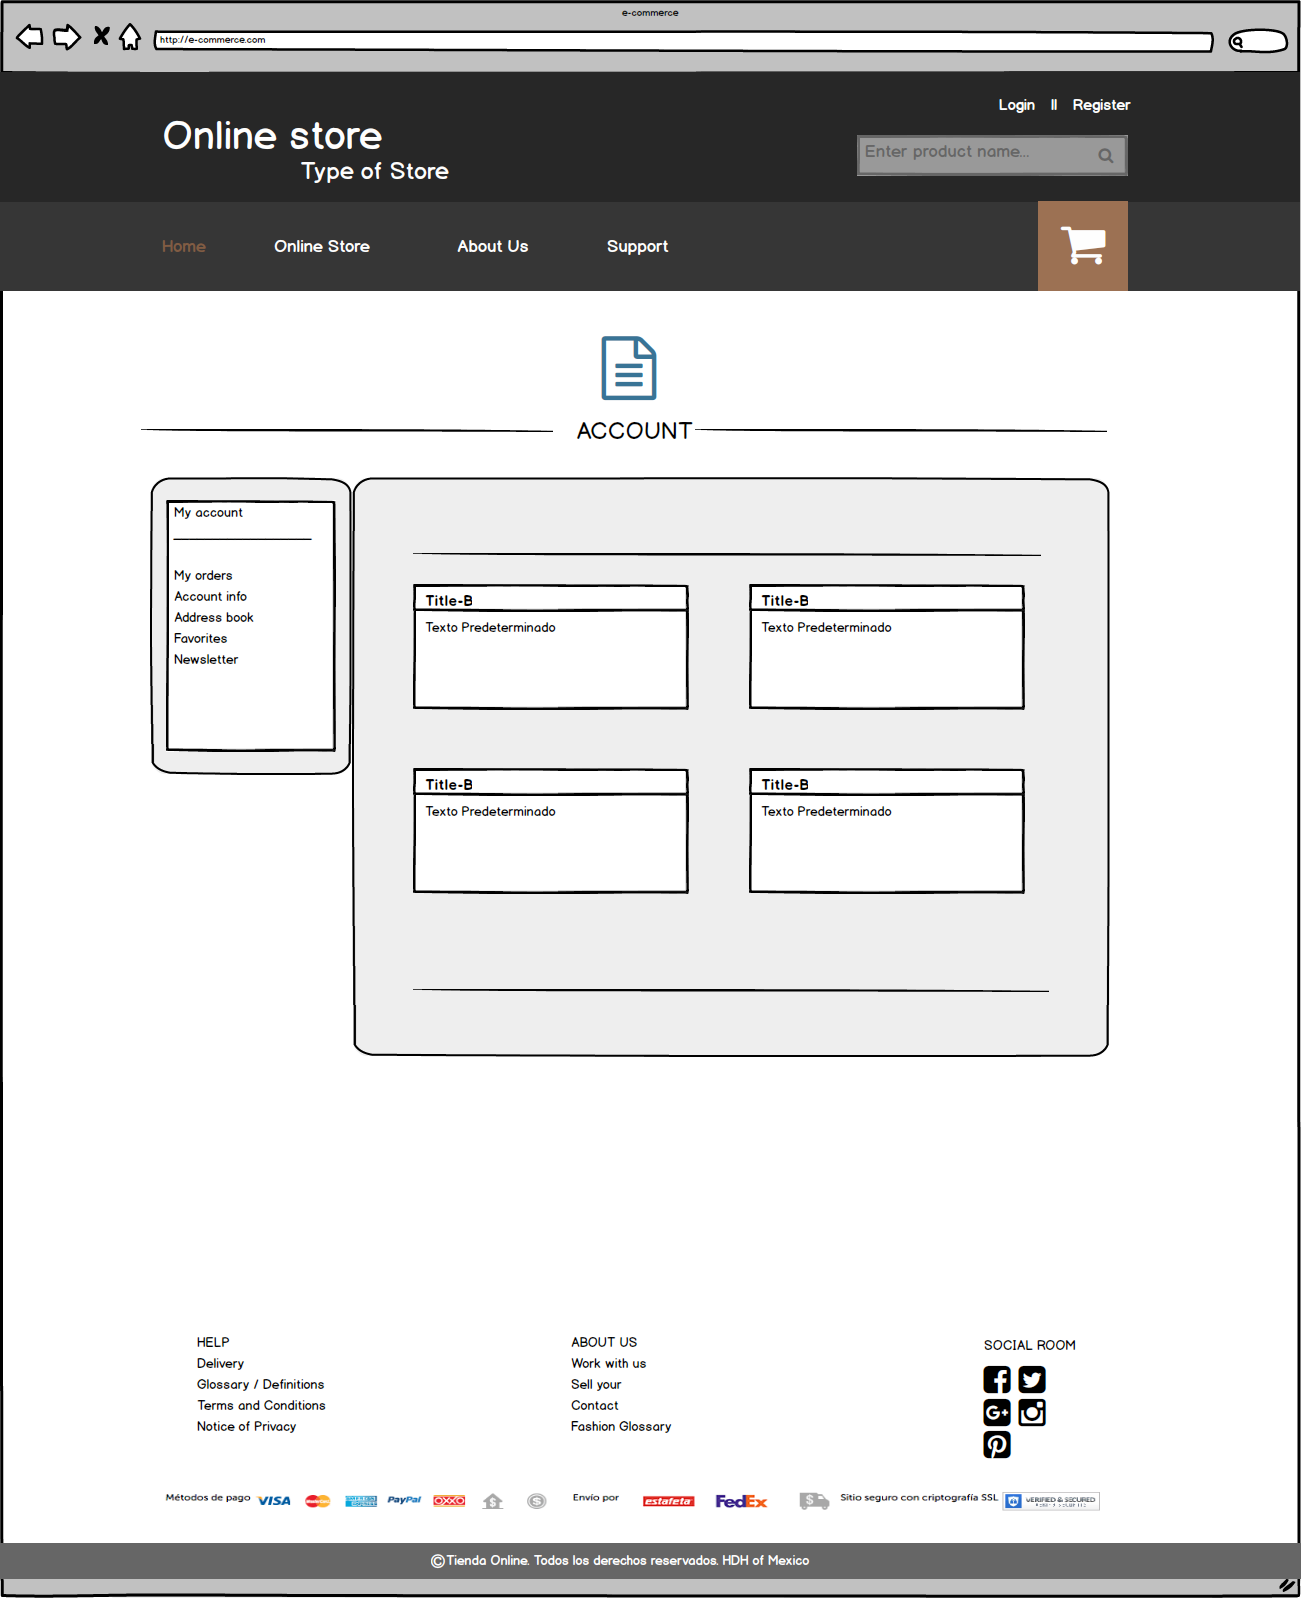 e-commerce
http://e-commerce.com
Login || Register
Online store
Type of Store
Enter product name...
Home Online Store About Us Support
ACCOUNT
My account
My orders
Account info
Address book
Favorites
Newsletter
Title-B
Texto Predeterminado
Title-B
Texto Predeterminado
Title-B
Texto Predeterminado
Title-B
Texto Predeterminado
HELP
Delivery
Glossary / Definitions
Terms and Conditions
Notice of Privacy
ABOUT US
Work with us
Sell your
Contact
Fashion Glossary
SOCIAL ROOM
Métodos de pago VISA MasterCard PayPal OXXO Envío por estafeta FedEx Sitio seguro con criptografía SSL VERIFIED & SECURED
©Tienda Online. Todos los derechos reservados. HDH of Mexico